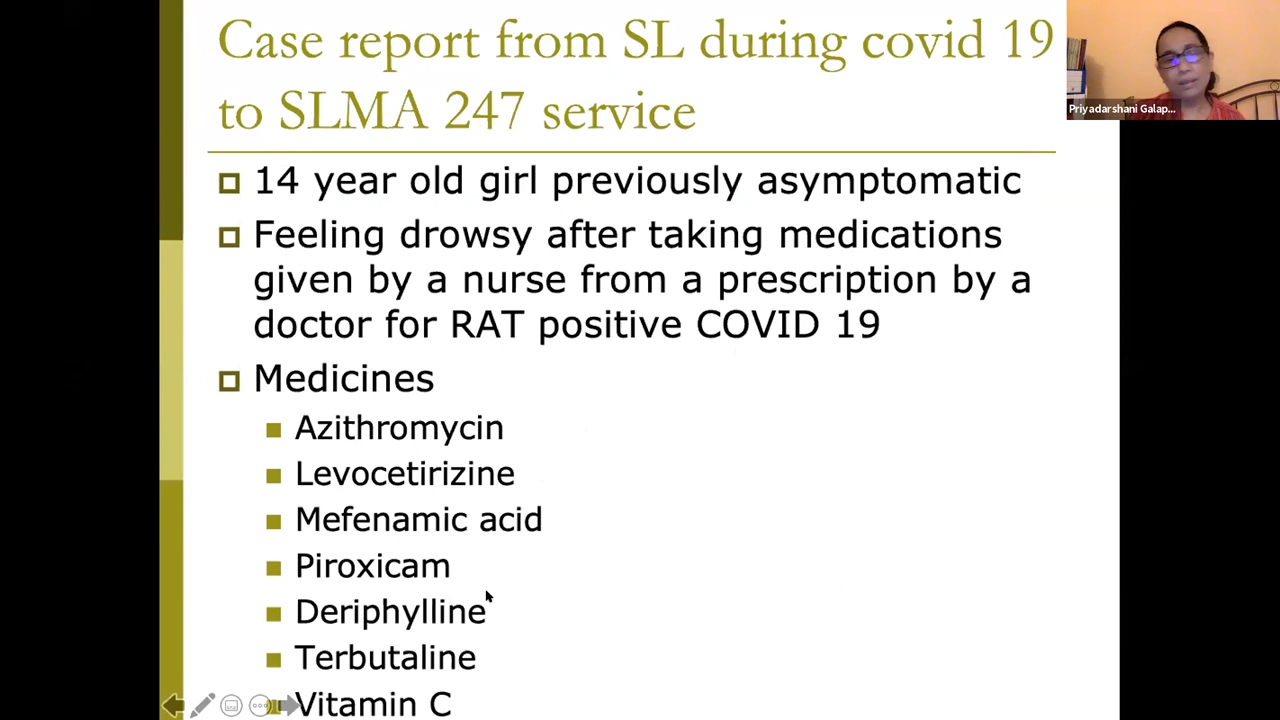 Case report from SL during covid 19
to SLMA 247 service
Priyadarshani Galap...
14 year old girl previously asymptomatic
Feeling drowsy after taking medications
given by a nurse from a prescription by a
doctor for RAT positive COVID 19
Medicines
Azithromycin
Levocetirizine
Mefenamic acid
Piroxicam
Deriphylline
Terbutaline
Vitamin C